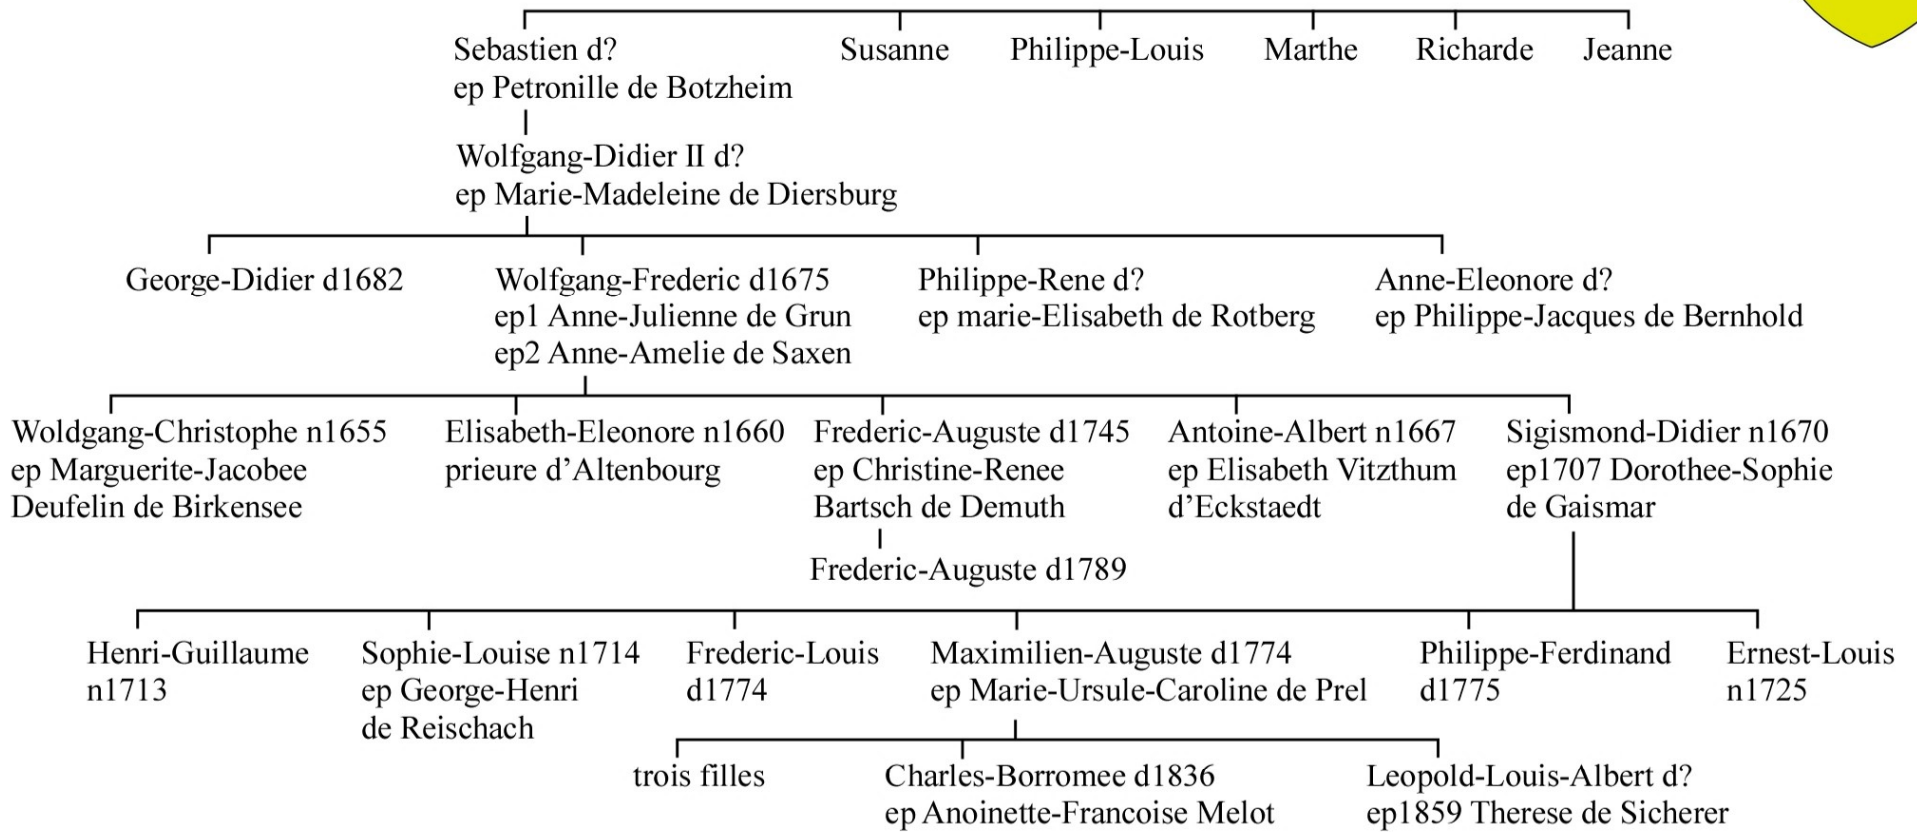 Sebastien d?
ep Petronille de Botzheim
Susanne
Philippe-Louis
Marthe
Richarde
Jeanne
Wolfgang-Didier II d?
ep Marie-Madeleine de Diersburg
George-Didier d1682
Wolfgang-Frederic d1675
ep1 Anne-Julienne de Grun
ep2 Anne-Amelie de Saxen
Philippe-Rene d?
ep marie-Elisabeth de Rotberg
Anne-Eleonore d?
ep Philippe-Jacques de Bernhold
Woldgang-Christophe n1655
ep Marguerite-Jacobee
Deufelin de Birkensee
Elisabeth-Eleonore n1660
prieure d’Altenbourg
Frederic-Auguste d1745
ep Christine-Renee
Bartsch de Demuth
Antoine-Albert n1667
ep Elisabeth Vitzthum
d’Eckstaedt
Sigismond-Didier n1670
ep1707 Dorothee-Sophie
de Gaismar
Frederic-Auguste d1789
Henri-Guillaume
n1713
Sophie-Louise n1714
ep George-Henri
de Reischach
Frederic-Louis
d1774
Maximilien-Auguste d1774
ep Marie-Ursule-Caroline de Prel
Philippe-Ferdinand
d1775
Ernest-Louis
n1725
trois filles
Charles-Borromee d1836
ep Anoinette-Francoise Melot
Leopold-Louis-Albert d?
ep1859 Therese de Sicherer